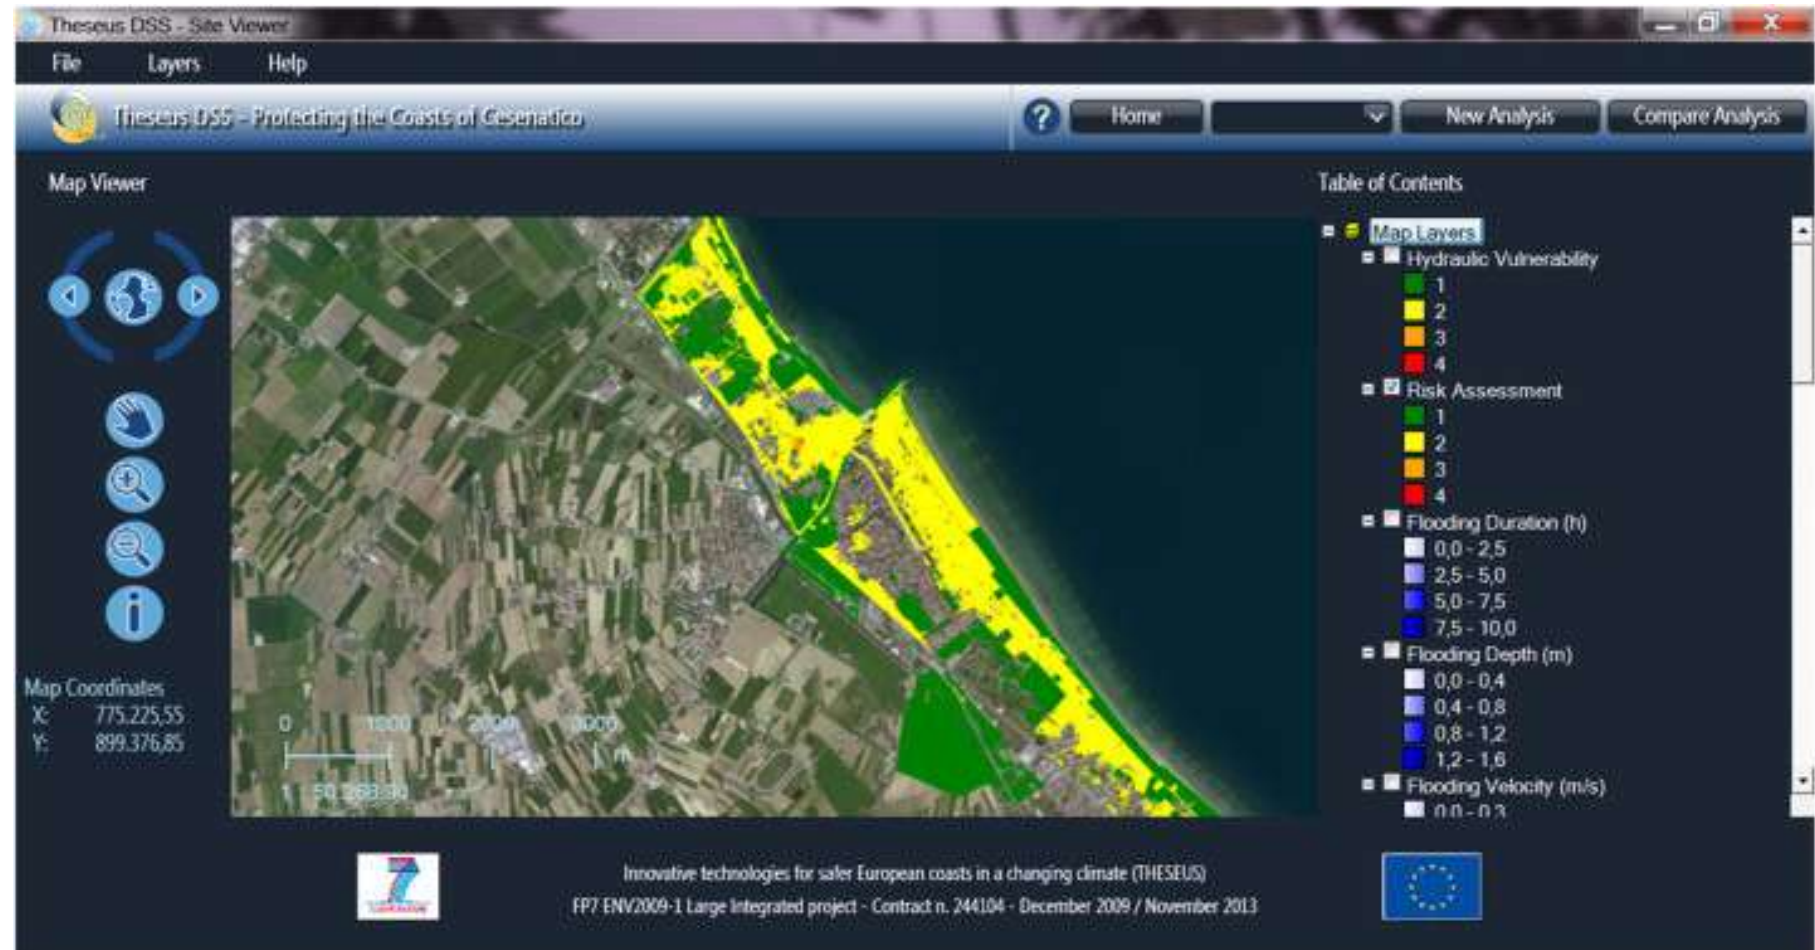 Theseus DSS - Site Viewer
File Layers Help
Theseus DSS - Protecting the Coasts of Cesenatico
? Home New Analysis Compare Analysis
Map Viewer
Table of Contents
Map Layers
Hydraulic Vulnerability
1
2
3
4
Risk Assessment
1
2
3
4
Flooding Duration (h)
0,0 - 2,5
2,5 - 5,0
5,0 - 7,5
7,5 - 10,0
Flooding Depth (m)
0,0 - 0,4
0,4 - 0,8
0,8 - 1,2
1,2 - 1,6
Flooding Velocity (m/s)
0,0 - 0,3
Map Coordinates
X: 775.225,55
Y: 899.376,85
0 1000 2000 3000
m
Innovative technologies for safer European coasts in a changing climate (THESEUS)
FP7 ENV2009-1 Large Integrated project - Contract n. 244104 - December 2009 / November 2013